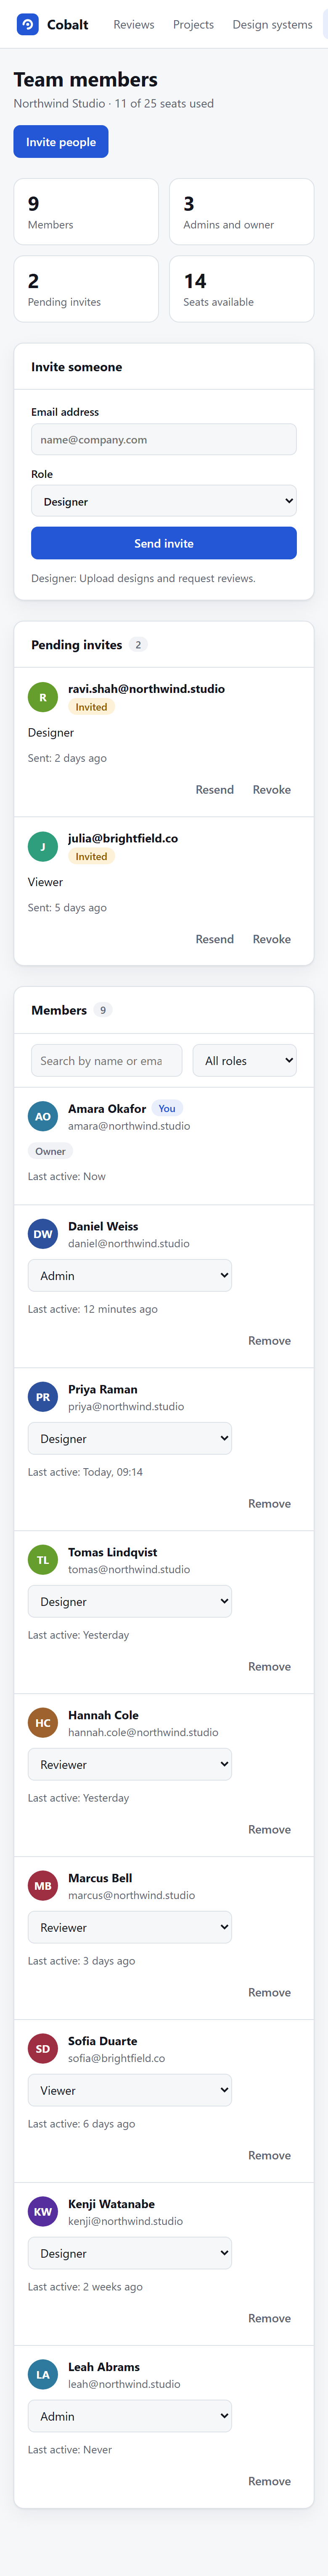 Cobalt Reviews Projects Design systems
Team members
Northwind Studio · 11 of 25 seats used
Invite people
9
Members
3
Admins and owner
2
Pending invites
14
Seats available
Invite someone
Email address
name@company.com
Role
Designer
Send invite
Designer: Upload designs and request reviews.
Pending invites 2
R
ravi.shah@northwind.studio
Invited
Designer
Sent: 2 days ago
Resend Revoke
J
julia@brightfield.co
Invited
Viewer
Sent: 5 days ago
Resend Revoke
Members 9
Search by name or ema
All roles
AO
Amara Okafor You
amara@northwind.studio
Owner
Last active: Now
DW
Daniel Weiss
daniel@northwind.studio
Admin
Last active: 12 minutes ago
Remove
PR
Priya Raman
priya@northwind.studio
Designer
Last active: Today, 09:14
Remove
TL
Tomas Lindqvist
tomas@northwind.studio
Designer
Last active: Yesterday
Remove
HC
Hannah Cole
hannah.cole@northwind.studio
Reviewer
Last active: Yesterday
Remove
MB
Marcus Bell
marcus@northwind.studio
Reviewer
Last active: 3 days ago
Remove
SD
Sofia Duarte
sofia@brightfield.co
Viewer
Last active: 6 days ago
Remove
KW
Kenji Watanabe
kenji@northwind.studio
Designer
Last active: 2 weeks ago
Remove
LA
Leah Abrams
leah@northwind.studio
Admin
Last active: Never
Remove